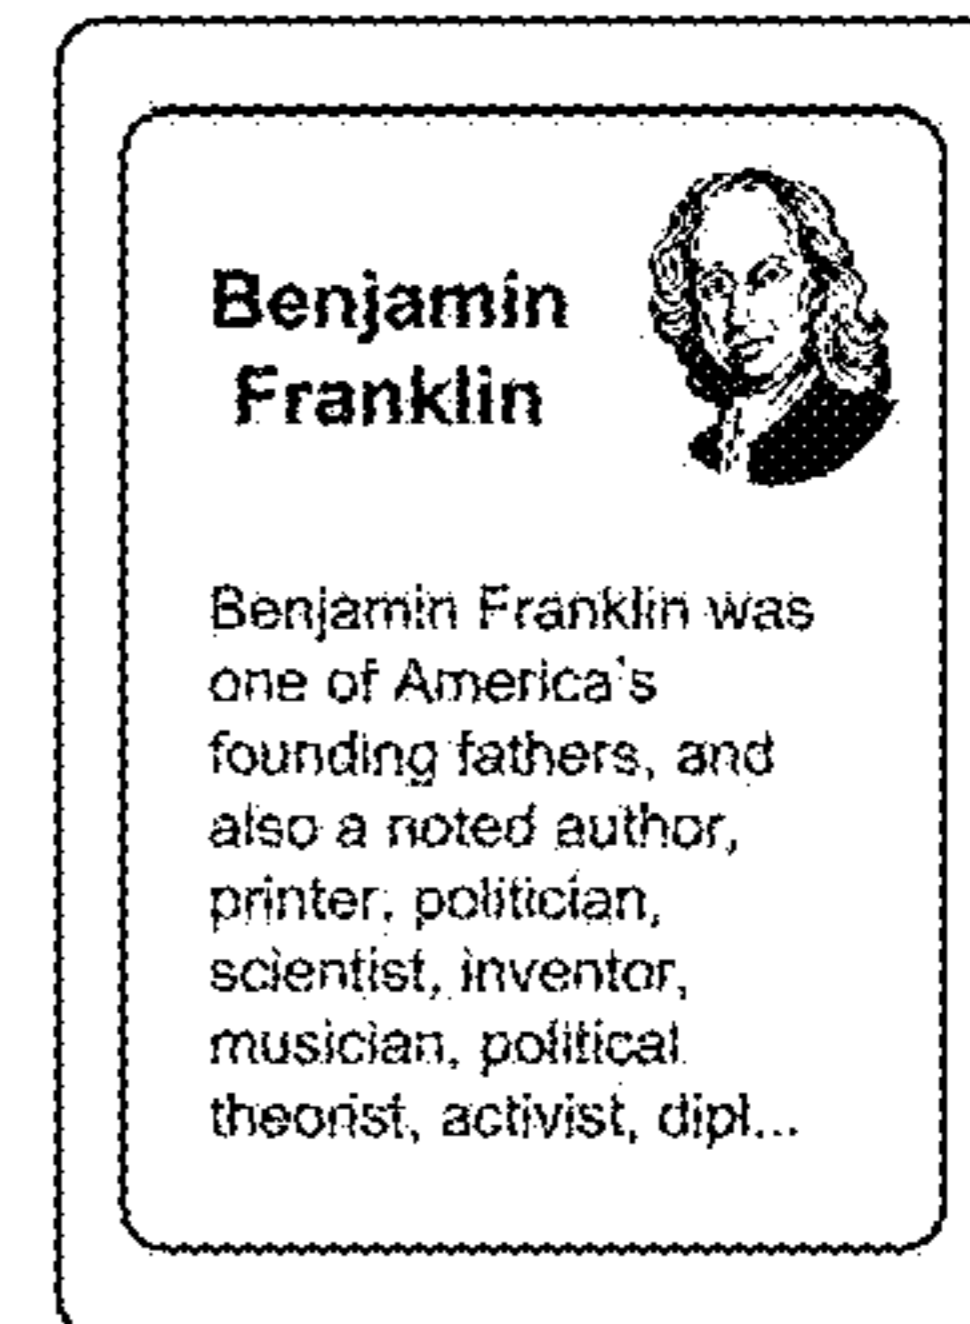 Benjamin
Franklin
Benjamin Franklin was
one of America's
founding fathers, and
also a noted author,
printer, politician,
scientist, inventor,
musician, political
theorist, activist, dipl...